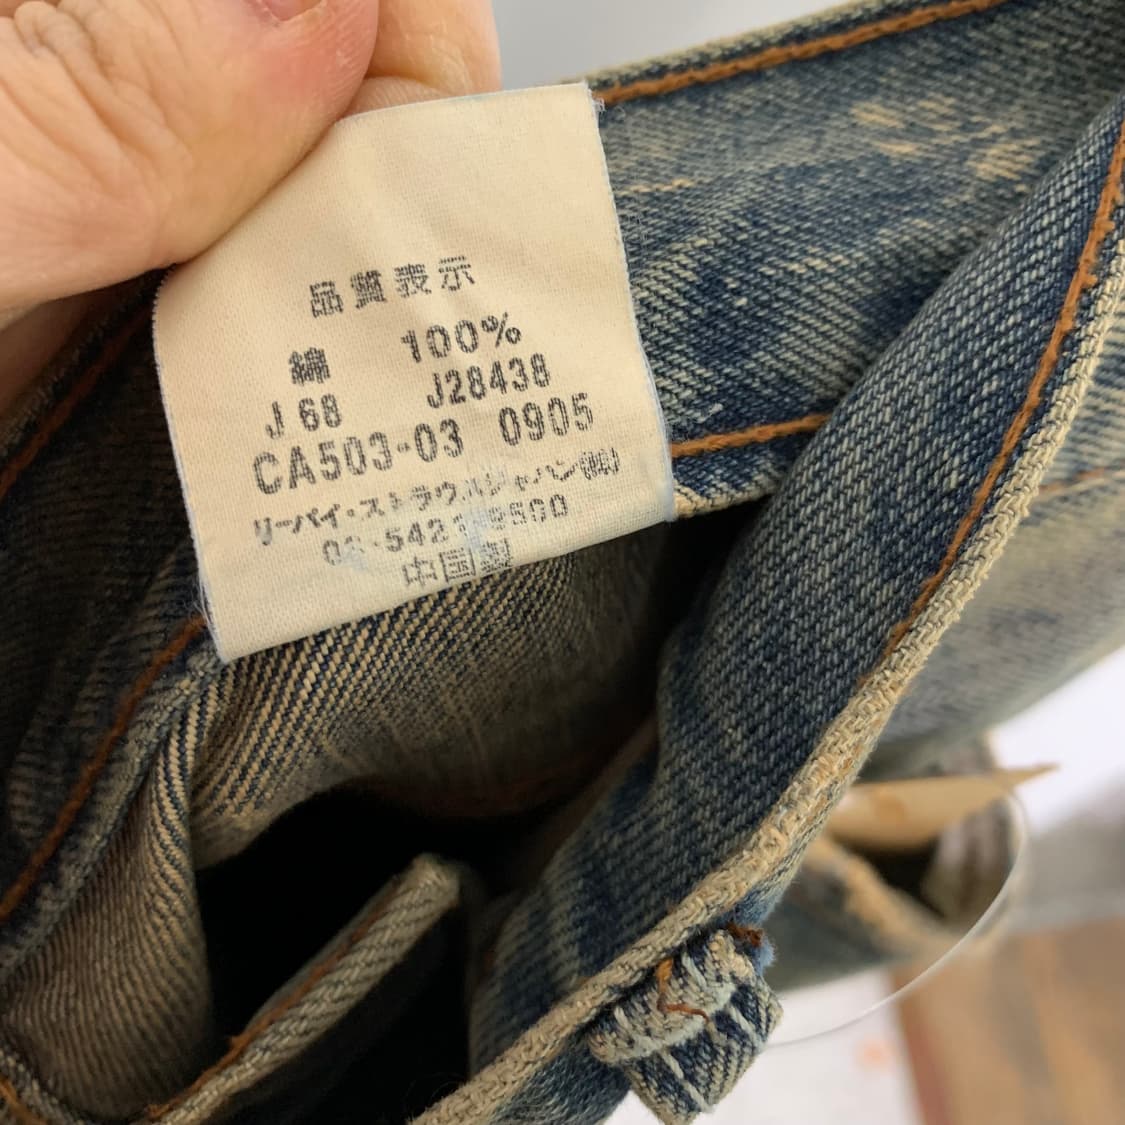 品質表示
綿 100%
J68 J28438
CA503-03 0905
リーバイ・ストラウスジャパン(株)
中国製